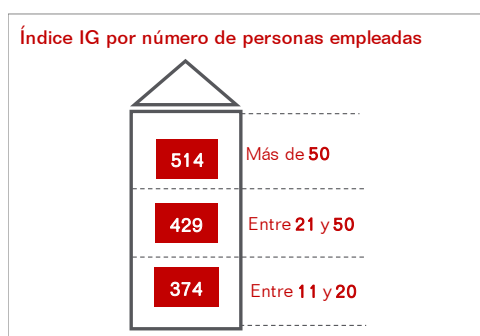 Índice IG por número de personas empleadas
514 Más de 50
429 Entre 21 y 50
374 Entre 11 y 20